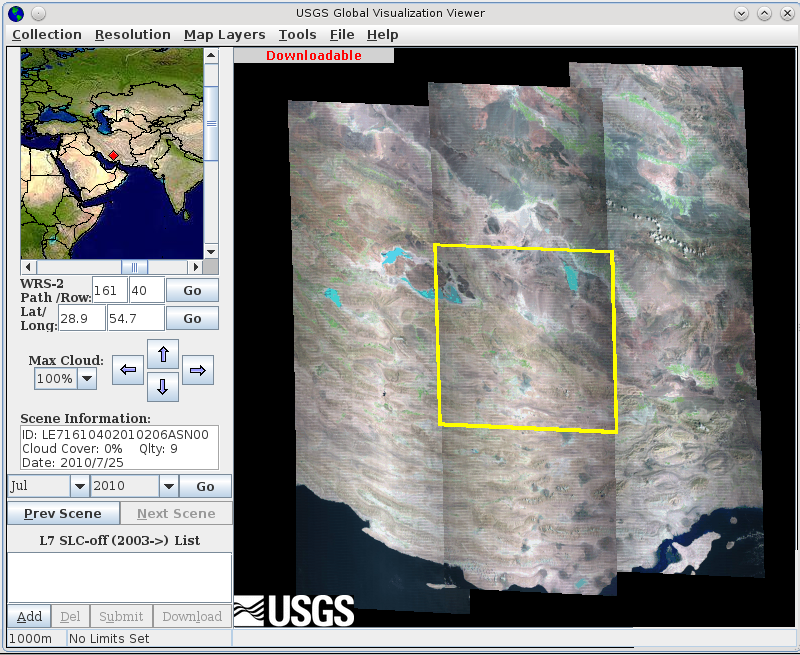 USGS Global Visualization Viewer
Collection Resolution Map Layers Tools File Help
Downloadable
WRS-2
Path /Row: 161 40 Go
Lat/
Long: 28.9 54.7 Go
Max Cloud:
100%
Scene Information:
ID: LE71610402010206ASN00
Cloud Cover: 0% Qlty: 9
Date: 2010/7/25
Jul 2010 Go
Prev Scene Next Scene
L7 SLC-off (2003->) List
Add Del Submit Download
USGS
1000m No Limits Set